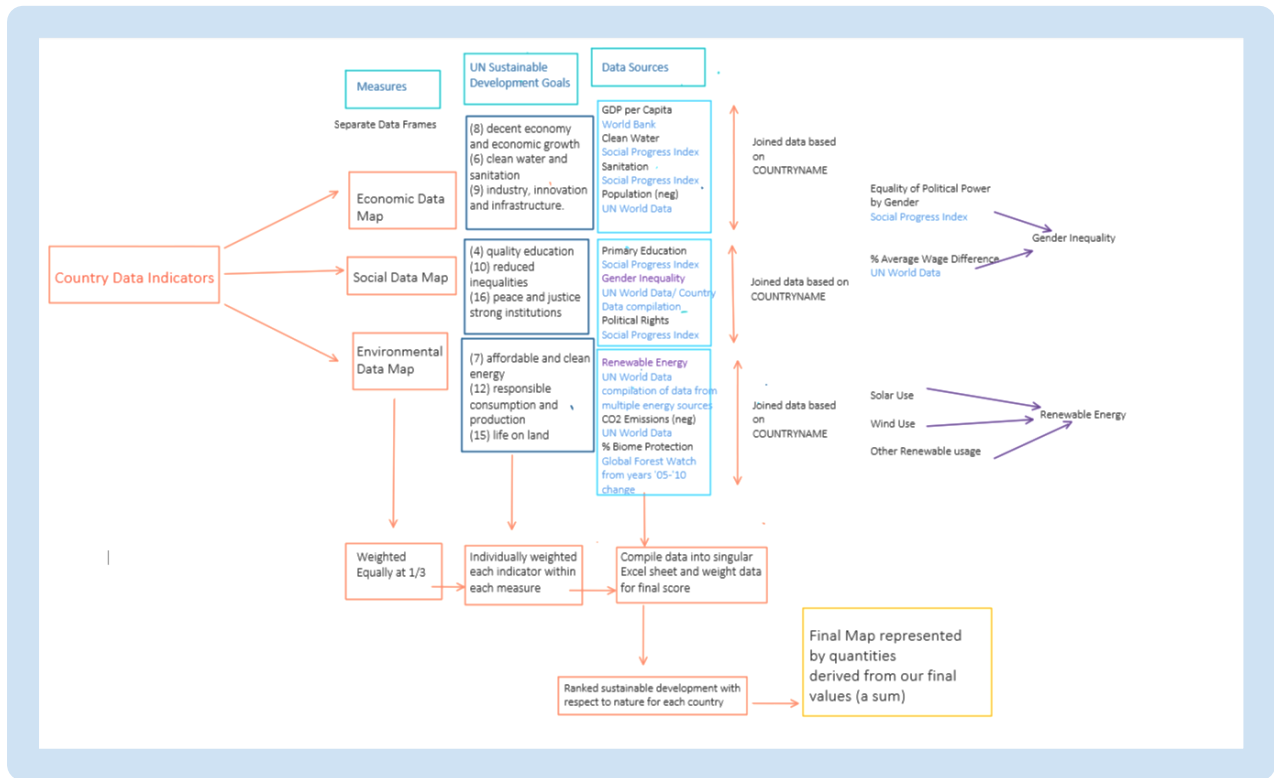 Measures
UN Sustainable
Development Goals
Data Sources
Separate Data Frames
Country Data Indicators
Economic Data
Map
Social Data Map
Environmental
Data Map
(8) decent economy
and economic growth
(6) clean water and
sanitation
(9) industry, innovation
and infrastructure.
(4) quality education
(10) reduced
inequalities
(16) peace and justice
strong institutions
(7) affordable and clean
energy
(12) responsible
consumption and
production
(15) life on land
GDP per Capita
World Bank
Clean Water
Social Progress Index
Sanitation
Social Progress Index
Population (neg)
UN World Data
Primary Education
Social Progress Index
Gender Inequality
UN World Data/ Country
Data compilation
Political Rights
Social Progress Index
Renewable Energy
UN World Data
compilation of data from
multiple energy sources
CO2 Emissions (neg)
UN World Data
% Biome Protection
Global Forest Watch
from years '05-'10
change
Joined data based
on
COUNTRYNAME
Joined data based on
COUNTRYNAME
Joined data based
on
COUNTRYNAME
Equality of Political Power
by Gender
Social Progress Index
% Average Wage Difference
UN World Data
Gender Inequality
Solar Use
Wind Use
Other Renewable usage
Renewable Energy
Weighted
Equally at 1/3
Individually weighted
each indicator within
each measure
Compile data into singular
Excel sheet and weight data
for final score
Ranked sustainable development with
respect to nature for each country
Final Map represented
by quantities
derived from our final
values (a sum)